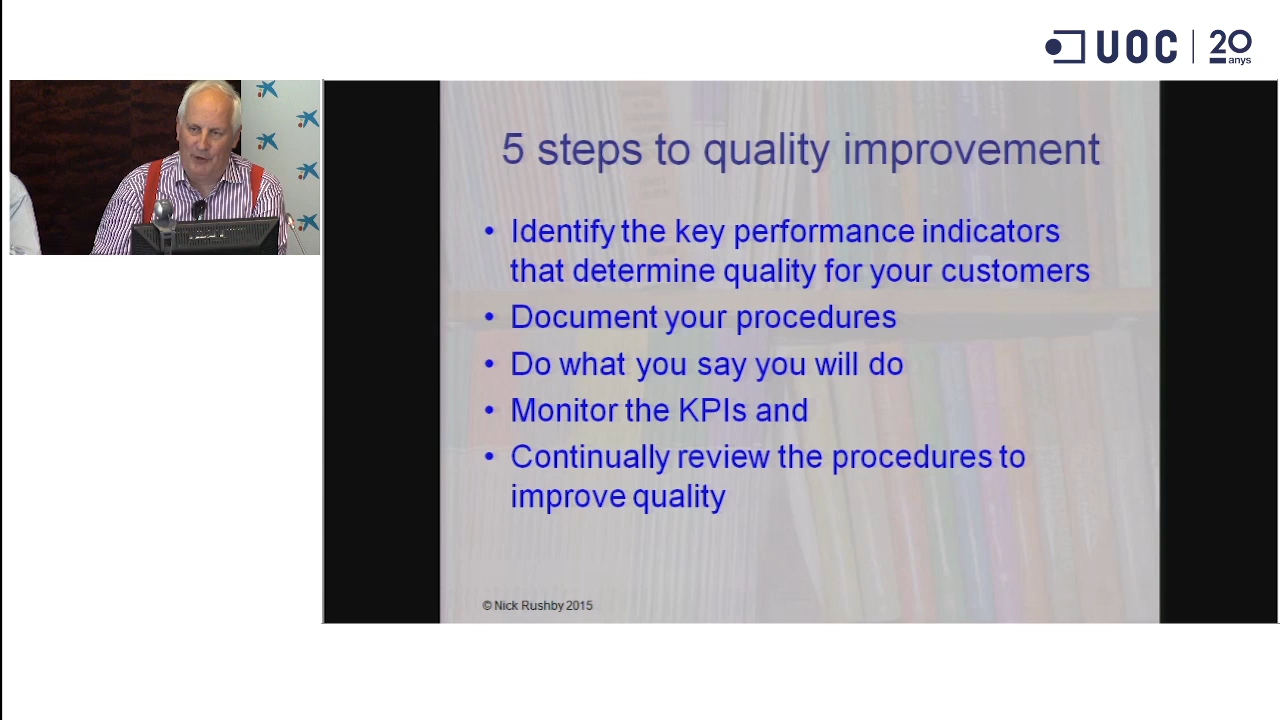 UOC
20
anys
5 steps to quality improvement
• Identify the key performance indicators
that determine quality for your customers
• Document your procedures
• Do what you say you will do
• Monitor the KPIs and
• Continually review the procedures to
improve quality
© Nick Rushby 2015